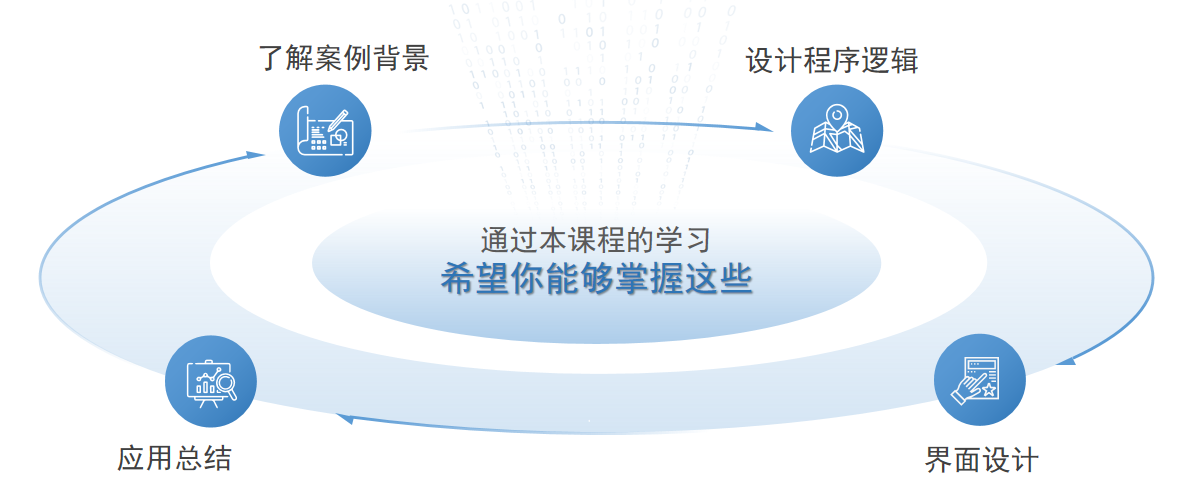 了解案例背景
设计程序逻辑
通过本课程的学习
希望你能够掌握这些
应用总结
界面设计